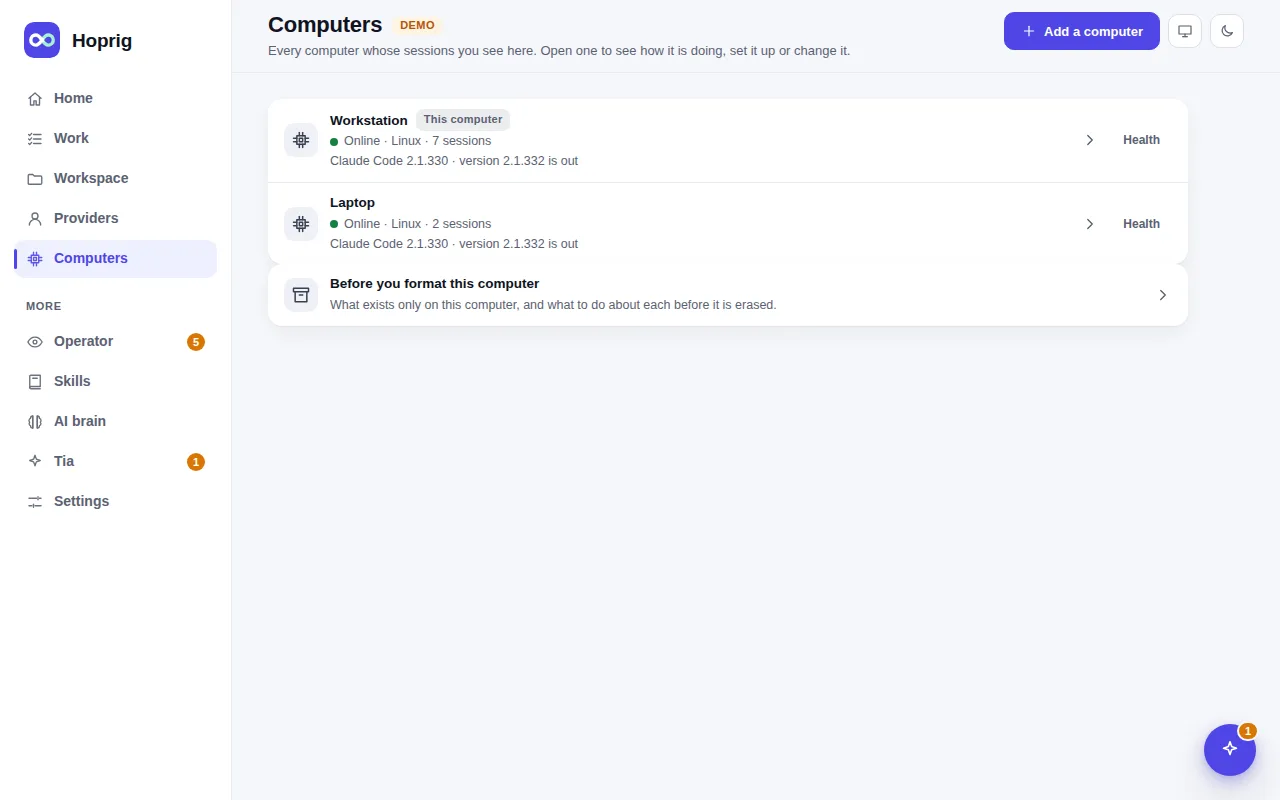 Hoprig
Home
Work
Workspace
Providers
Computers
MORE
Operator 5
Skills
AI brain
Tia 1
Settings
Computers DEMO
Every computer whose sessions you see here. Open one to see how it is doing, set it up or change it.
Add a computer
Workstation This computer
Online · Linux · 7 sessions
Claude Code 2.1.330 · version 2.1.332 is out
Health
Laptop
Online · Linux · 2 sessions
Claude Code 2.1.330 · version 2.1.332 is out
Health
Before you format this computer
What exists only on this computer, and what to do about each before it is erased.
1